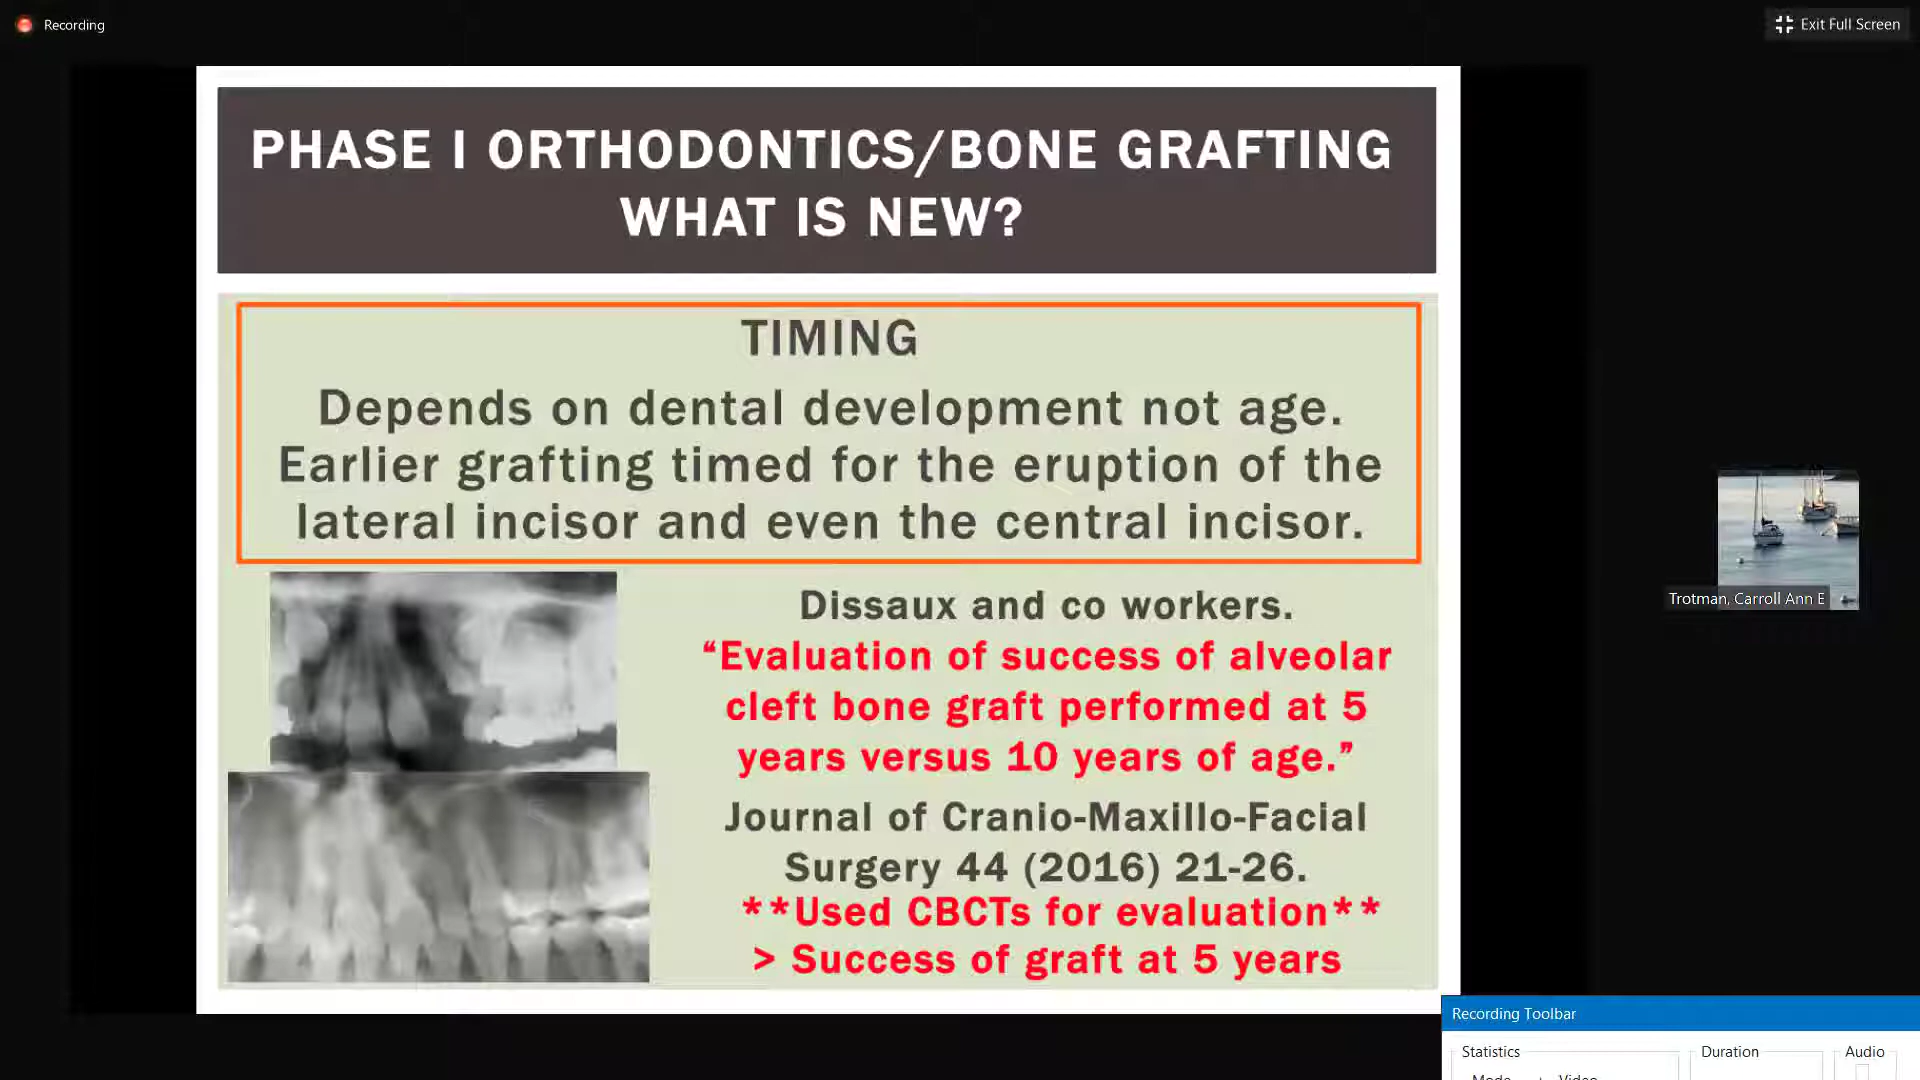 Recording
Exit Full Screen
PHASE I ORTHODONTICS/BONE GRAFTING
WHAT IS NEW?
TIMING
Depends on dental development not age.
Earlier grafting timed for the eruption of the
lateral incisor and even the central incisor.
Dissaux and co workers.
“Evaluation of success of alveolar
cleft bone graft performed at 5
years versus 10 years of age.”
Journal of Cranio-Maxillo-Facial
Surgery 44 (2016) 21-26.
**Used CBCTs for evaluation**
> Success of graft at 5 years
Trotman, Carroll Ann E
Recording Toolbar
Statistics
Duration
Audio